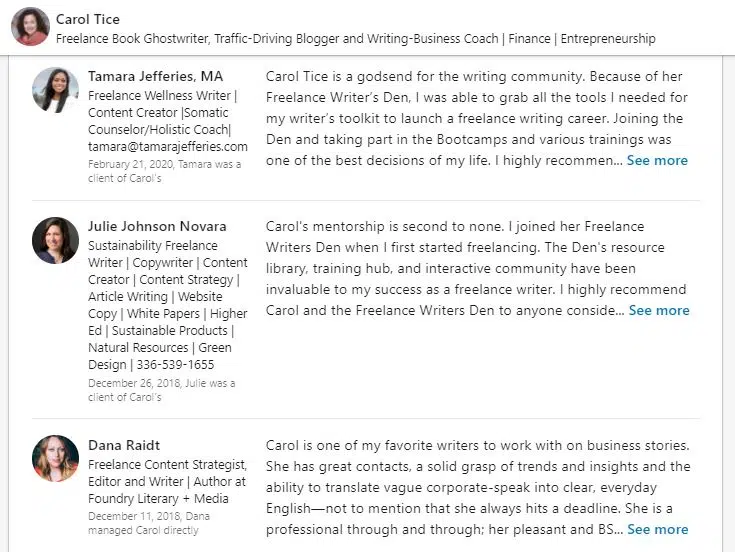 Carol Tice
Freelance Book Ghostwriter, Traffic-Driving Blogger and Writing-Business Coach | Finance | Entrepreneurship
Tamara Jefferies, MA
Freelance Wellness Writer |
Content Creator |Somatic
Counselor/Holistic Coach|
tamara@tamarajefferies.com
February 21, 2020, Tamara was a
client of Carol's
Carol Tice is a godsend for the writing community. Because of her
Freelance Writer's Den, I was able to grab all the tools I needed for
my writer's toolkit to launch a freelance writing career. Joining the
Den and taking part in the Bootcamps and various trainings was
one of the best decisions of my life. I highly recommen... See more
Julie Johnson Novara
Sustainability Freelance
Writer | Copywriter | Content
Creator | Content Strategy |
Article Writing | Website
Copy | White Papers | Higher
Ed | Sustainable Products |
Natural Resources | Green
Design | 336-539-1655
December 26, 2018, Julie was a
client of Carol's
Carol's mentorship is second to none. I joined her Freelance
Writers Den when I first started freelancing. The Den's resource
library, training hub, and interactive community have been
invaluable to my success as a freelance writer. I highly recommend
Carol and the Freelance Writers Den to anyone conside... See more
Dana Raidt
Freelance Content Strategist,
Editor and Writer | Author at
Foundry Literary + Media
December 11, 2018, Dana
managed Carol directly
Carol is one of my favorite writers to work with on business stories.
She has great contacts, a solid grasp of trends and insights and the
ability to translate vague corporate-speak into clear, everyday
English—not to mention that she always hits a deadline. She is a
professional through and through; her pleasant and BS... See more